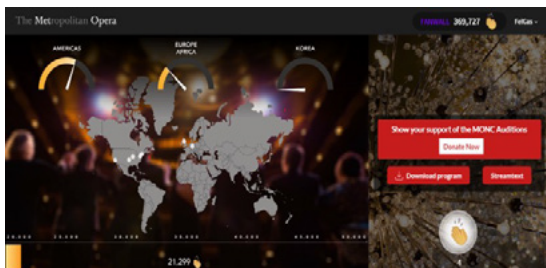 The Metropolitan Opera
FANWALL 369,727
FeKas
AMERICAS
EUROPE
AFRICA
KOREA
Show your support of the MONC Auditions
Donate Now
Download program
Streamtext
21,299